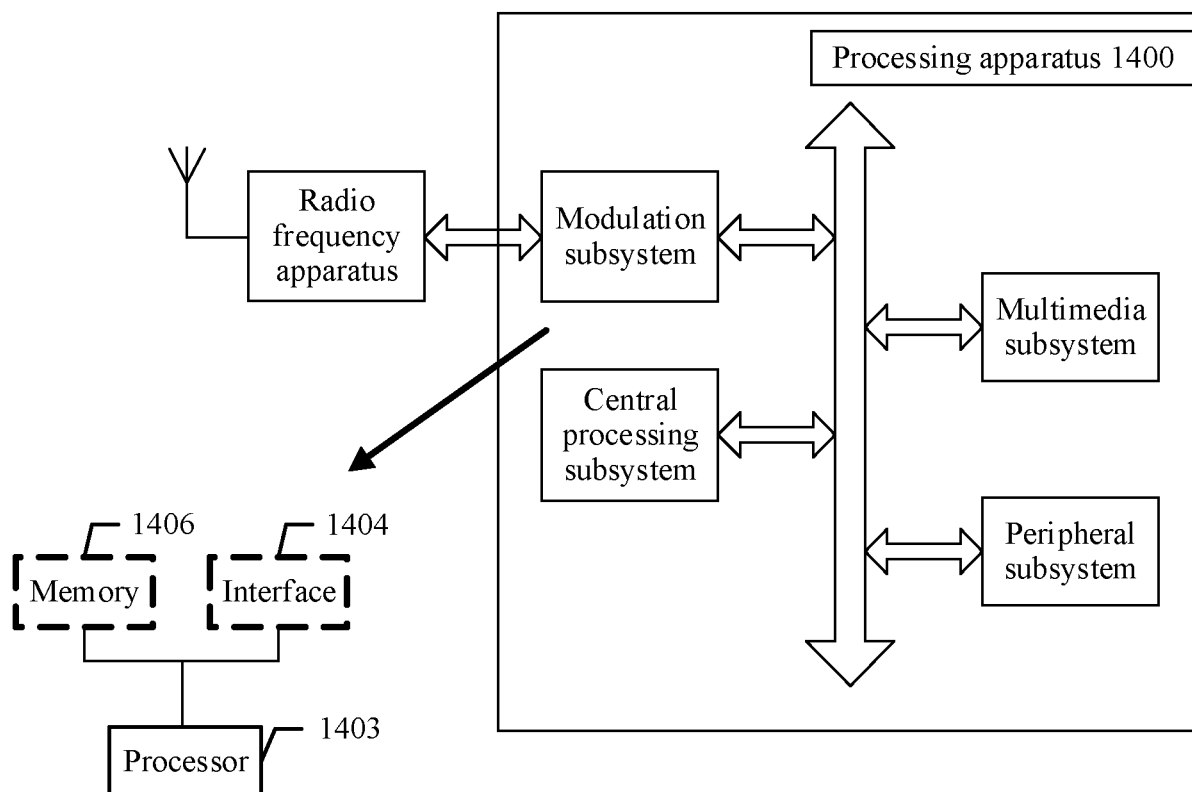 Processing apparatus 1400
Radio
frequency
apparatus
Modulation
subsystem
Multimedia
subsystem
Central
processing
subsystem
Peripheral
subsystem
1406
1404
Memory
Interface
1403
Processor